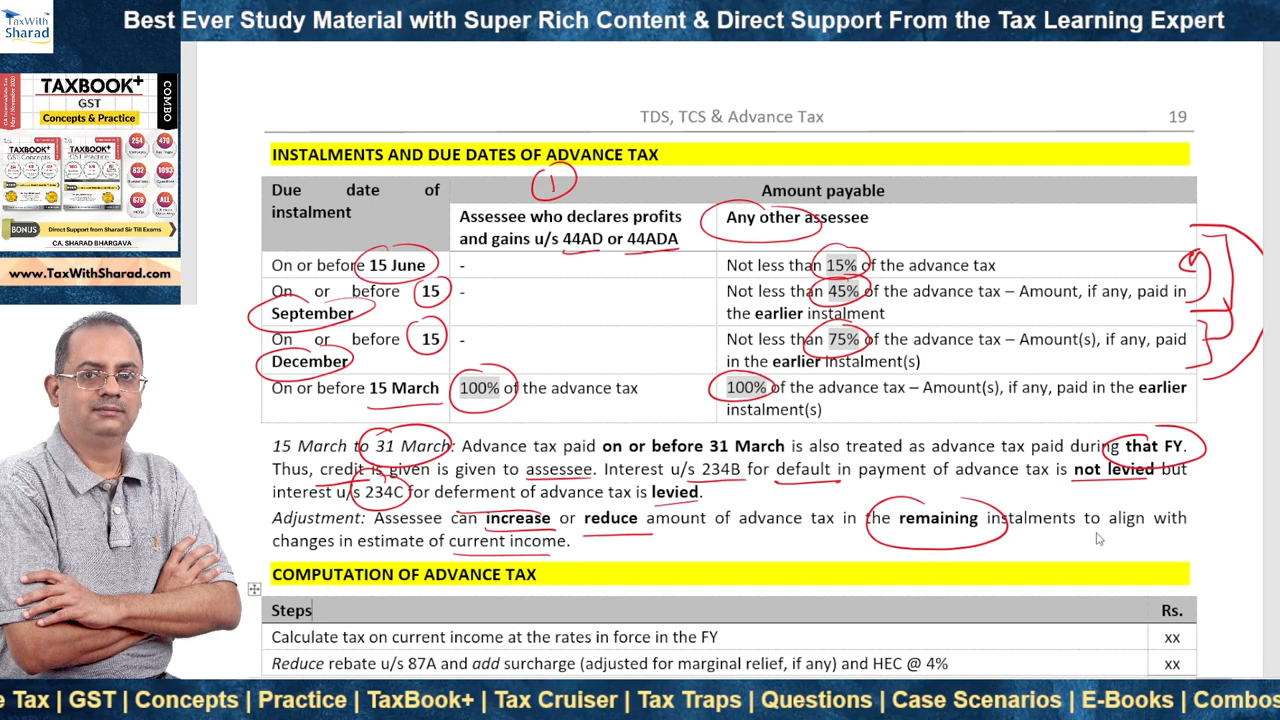 Best Ever Study Material with Super Rich Content & Direct Support From the Tax Learning Expert
TaxWith
Sharad
TAXBOOK+
GST
Concepts & Practice
COMBO
BONUS
Direct Support from Sharad Sir Till Exams
CA. SHARAD BHARGAVA
www.TaxWithSharad.com
TDS, TCS & Advance Tax 19
INSTALMENTS AND DUE DATES OF ADVANCE TAX
Due date of instalment
Amount payable
1
Assessee who declares profits
and gains u/s 44AD or 44ADA
Any other assessee
On or before 15 June - Not less than 15% of the advance tax
On or before 15 - Not less than 45% of the advance tax – Amount, if any, paid in
September the earlier instalment
On or before 15 - Not less than 75% of the advance tax – Amount(s), if any, paid
December in the earlier instalment(s)
On or before 15 March 100% of the advance tax 100% of the advance tax – Amount(s), if any, paid in the earlier
instalment(s)
15 March to 31 March: Advance tax paid on or before 31 March is also treated as advance tax paid during that FY.
Thus, credit is given is given to assessee. Interest u/s 234B for default in payment of advance tax is not levied but
interest u/s 234C for deferment of advance tax is levied.
Adjustment: Assessee can increase or reduce amount of advance tax in the remaining instalments to align with
changes in estimate of current income.
COMPUTATION OF ADVANCE TAX
Steps Rs.
Calculate tax on current income at the rates in force in the FY xx
Reduce rebate u/s 87A and add surcharge (adjusted for marginal relief, if any) and HEC @ 4% xx
e Tax | GST | Concepts | Practice | TaxBook+ | Tax Cruiser | Tax Traps | Questions | Case Scenarios | E-Books | Combos